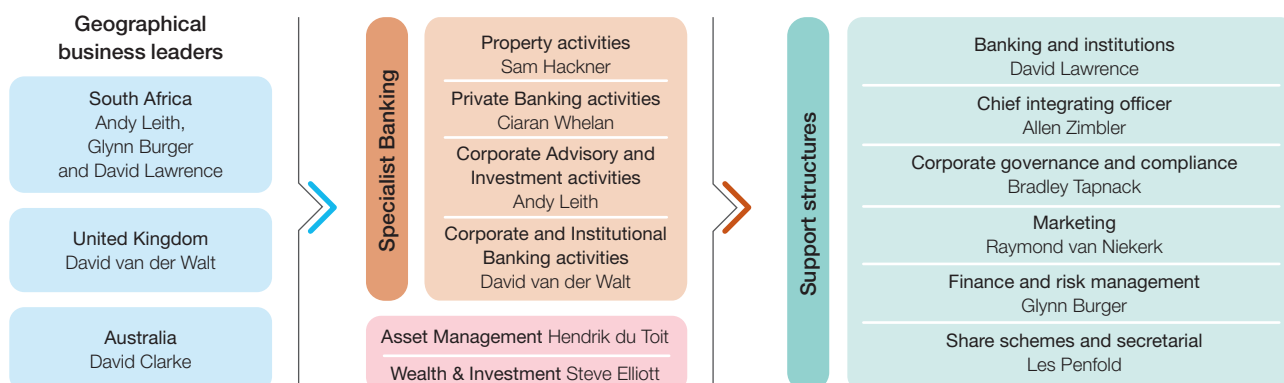 Geographical
business leaders
South Africa
Andy Leith,
Glynn Burger
and David Lawrence
United Kingdom
David van der Walt
Australia
David Clarke
Specialist Banking
Property activities
Sam Hackner
Private Banking activities
Ciaran Whelan
Corporate Advisory and
Investment activities
Andy Leith
Corporate and Institutional
Banking activities
David van der Walt
Asset Management Hendrik du Toit
Wealth & Investment Steve Elliott
Support structures
Banking and institutions
David Lawrence
Chief integrating officer
Allen Zimbler
Corporate governance and compliance
Bradley Tapnack
Marketing
Raymond van Niekerk
Finance and risk management
Glynn Burger
Share schemes and secretarial
Les Penfold